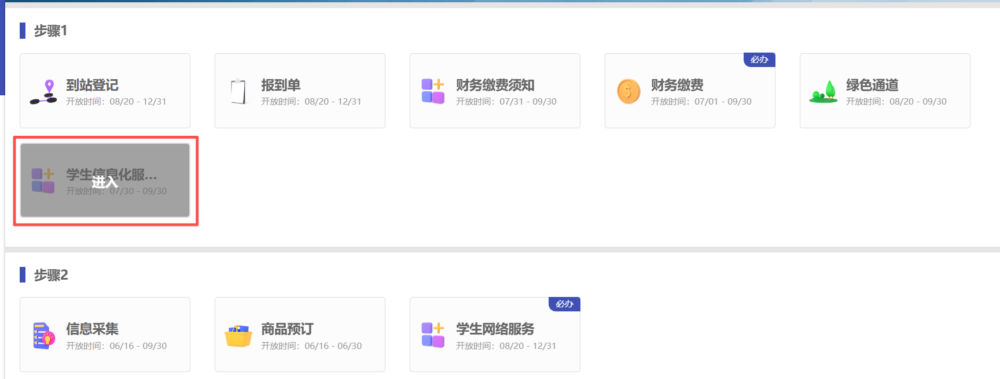 步骤1
到站登记
开放时间：08/20 - 12/31
报到单
开放时间：08/20 - 12/31
财务缴费须知
开放时间：07/31 - 09/30
必办
财务缴费
开放时间：07/01 - 09/30
绿色通道
开放时间：08/20 - 09/30
学生信息化服...
进入
开放时间：07/30 - 09/30
步骤2
信息采集
开放时间：06/16 - 09/30
商品预订
开放时间：06/16 - 06/30
必办
学生网络服务
开放时间：08/20 - 12/31